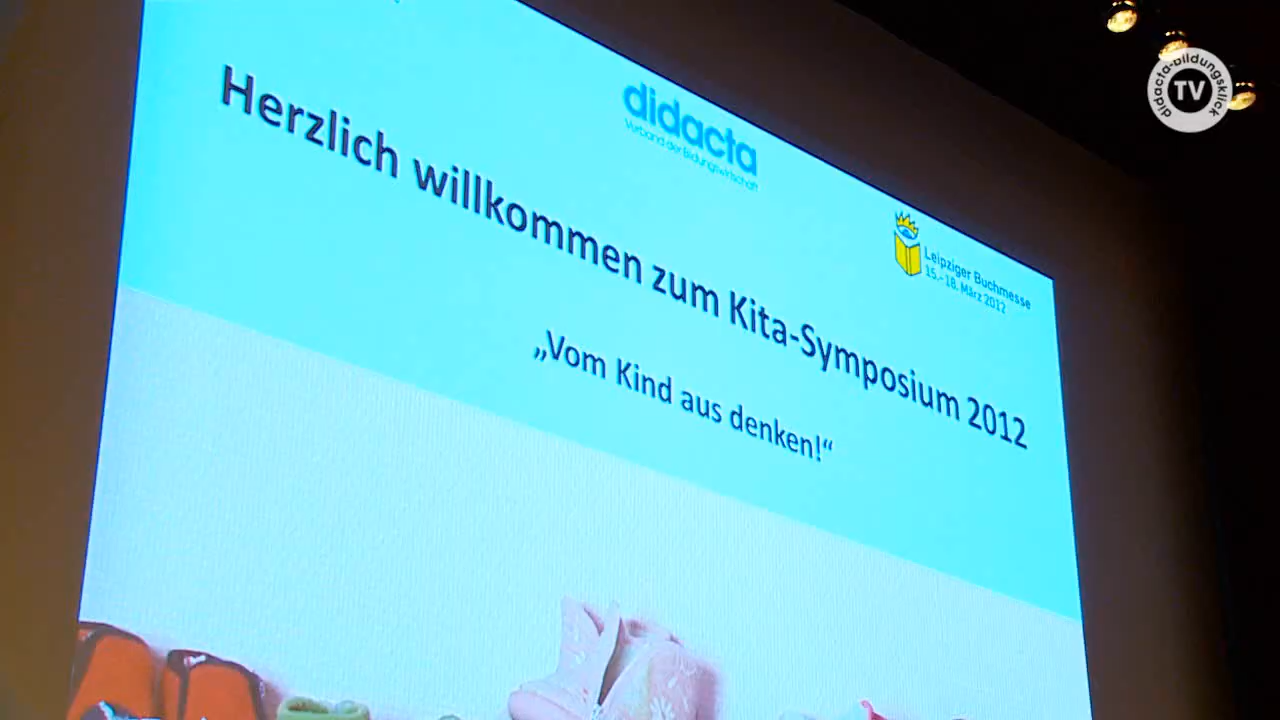 didacta
Verband der Bildungswirtschaft
Herzlich willkommen zum Kita-Symposium 2012
Leipziger Buchmesse
15.-18. März 2012
„Vom Kind aus denken!“
didacta-bildungsklick
TV